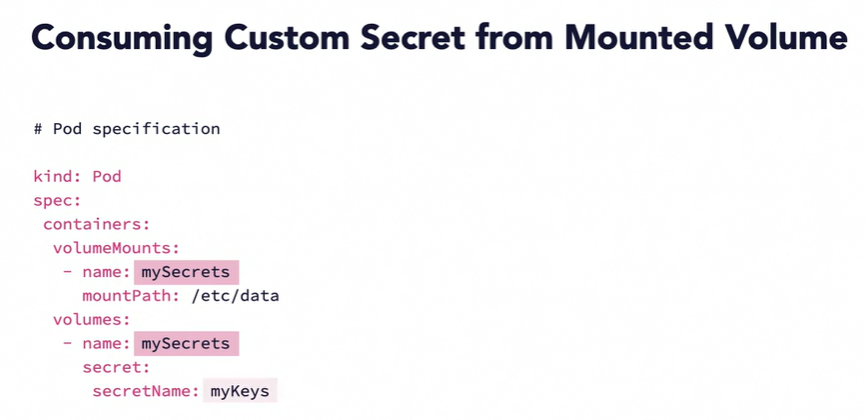 Consuming Custom Secret from Mounted Volume
# Pod specification
kind: Pod
spec:
 containers:
  volumeMounts:
   - name: mySecrets
     mountPath: /etc/data
  volumes:
   - name: mySecrets
     secret:
      secretName: myKeys